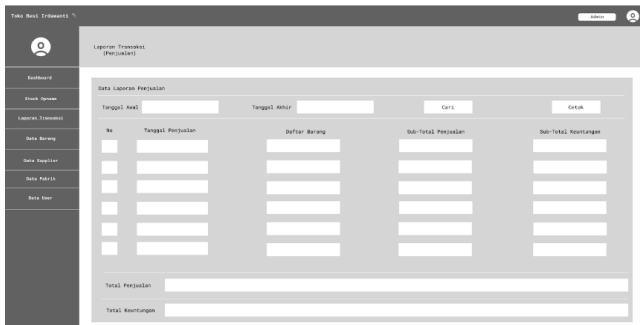 Toko Besi Irdawanti
Admin
Laporan Transaksi
(Penjualan)
Dashboard
Stock Opname
Laporan Transaksi
Data Barang
Data Supplier
Data Pabrik
Data User
Data Laporan Penjualan
Tanggal Awal Tanggal Akhir Cari Cetak
No Tanggal Penjualan Daftar Barang Sub-Total Penjualan Sub-Total Keuntungan
Total Penjualan
Total Keuntungan